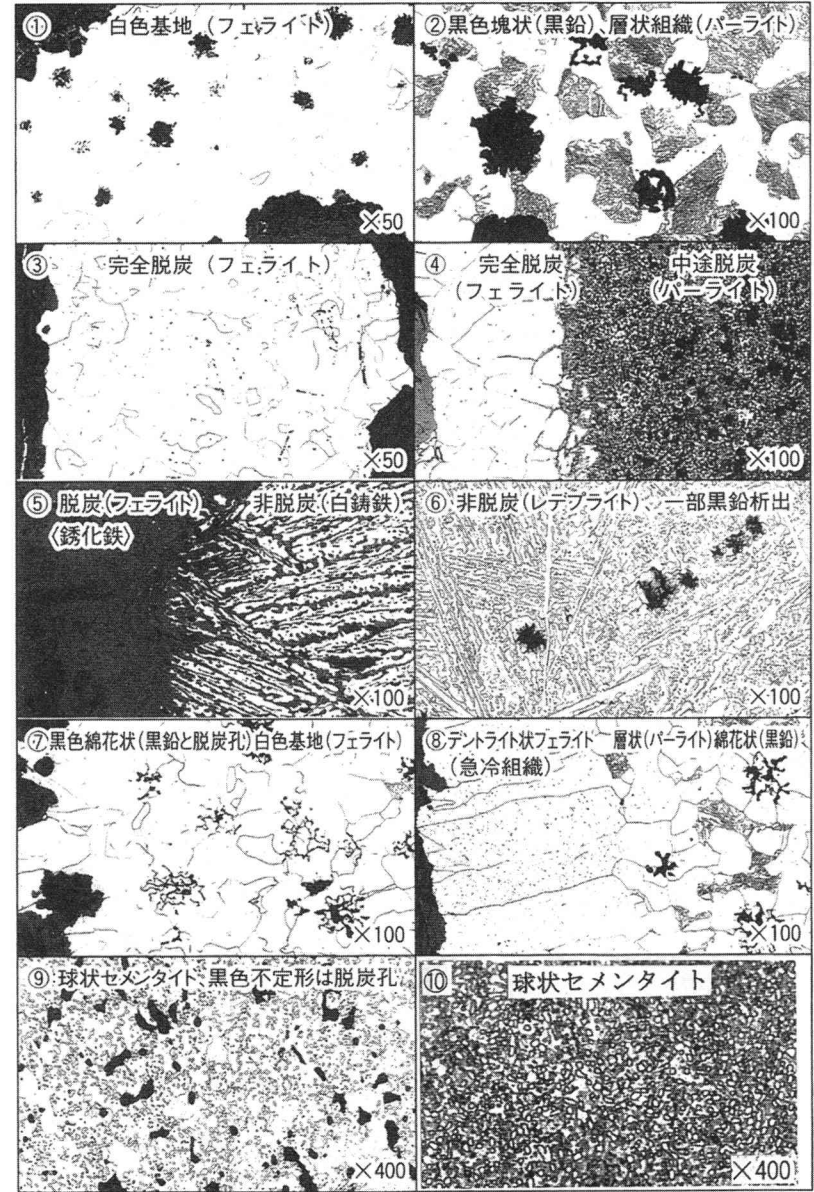 ① 白色基地（フェライト）
×50
②黒色塊状（黒鉛）、層状組織（パーライト）
×100
③ 完全脱炭（フェライト）
×50
④ 完全脱炭 中途脱炭
（フェライト） （パーライト）
×100
⑤ 脱炭（フェライト） 非脱炭（白鋳鉄）
〈銹化鉄〉
×100
⑥ 非脱炭（レデブライト）、一部黒鉛析出
×100
⑦黒色綿花状（黒鉛と脱炭孔）白色基地（フェライト）
×100
⑧デントライト状フェライト 層状（パーライト）綿花状（黒鉛）
（急冷組織）
×100
⑨ 球状セメンタイト、黒色不定形は脱炭孔
×400
⑩ 球状セメンタイト
×400